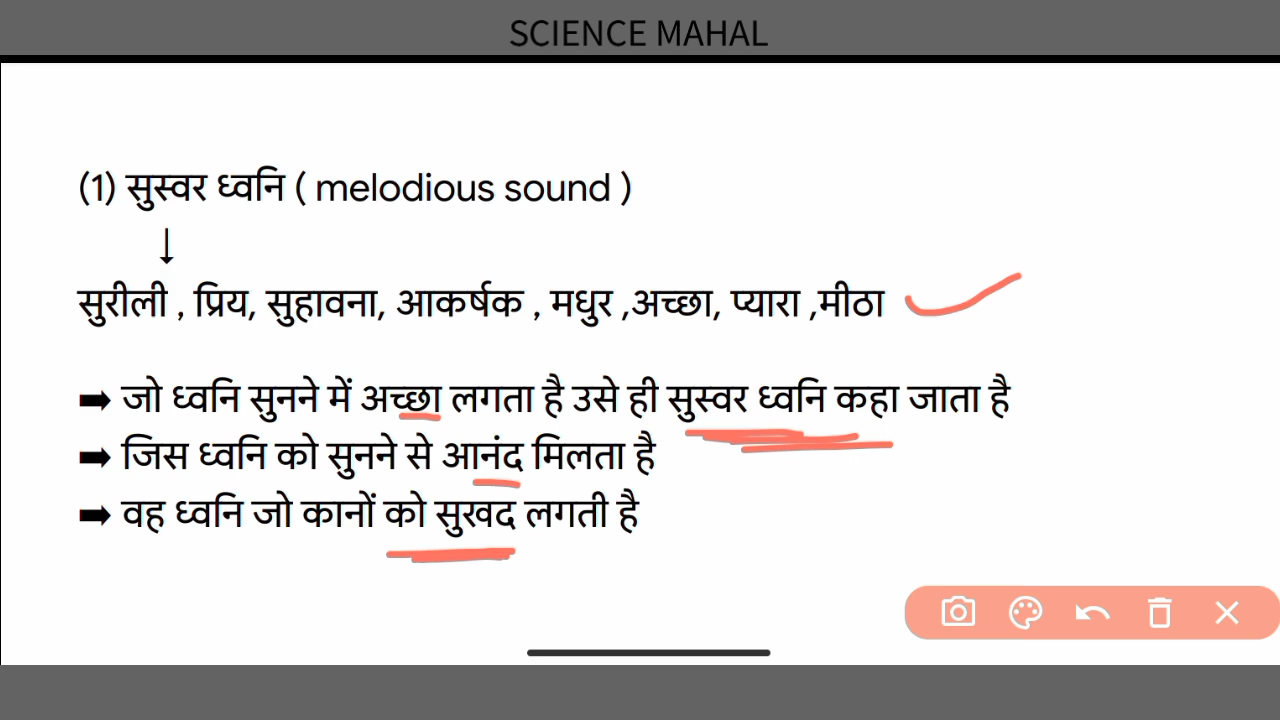 SCIENCE MAHAL
(1) सुस्वर ध्वनि ( melodious sound )
↓
सुरीली , प्रिय, सुहावना, आकर्षक , मधुर ,अच्छा, प्यारा ,मीठा
➡ जो ध्वनि सुनने में अच्छा लगता है उसे ही सुस्वर ध्वनि कहा जाता है
➡ जिस ध्वनि को सुनने से आनंद मिलता है
➡ वह ध्वनि जो कानों को सुखद लगती है